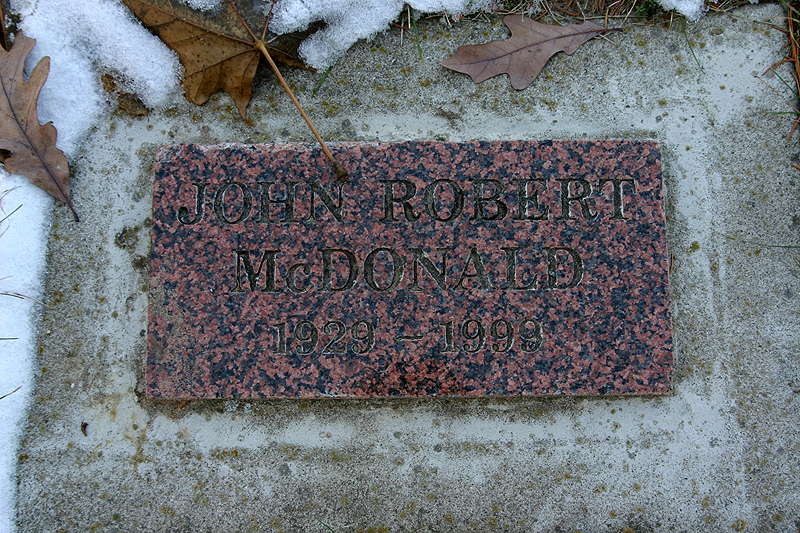 JOHN ROBERT
McDONALD
1929 – 1999